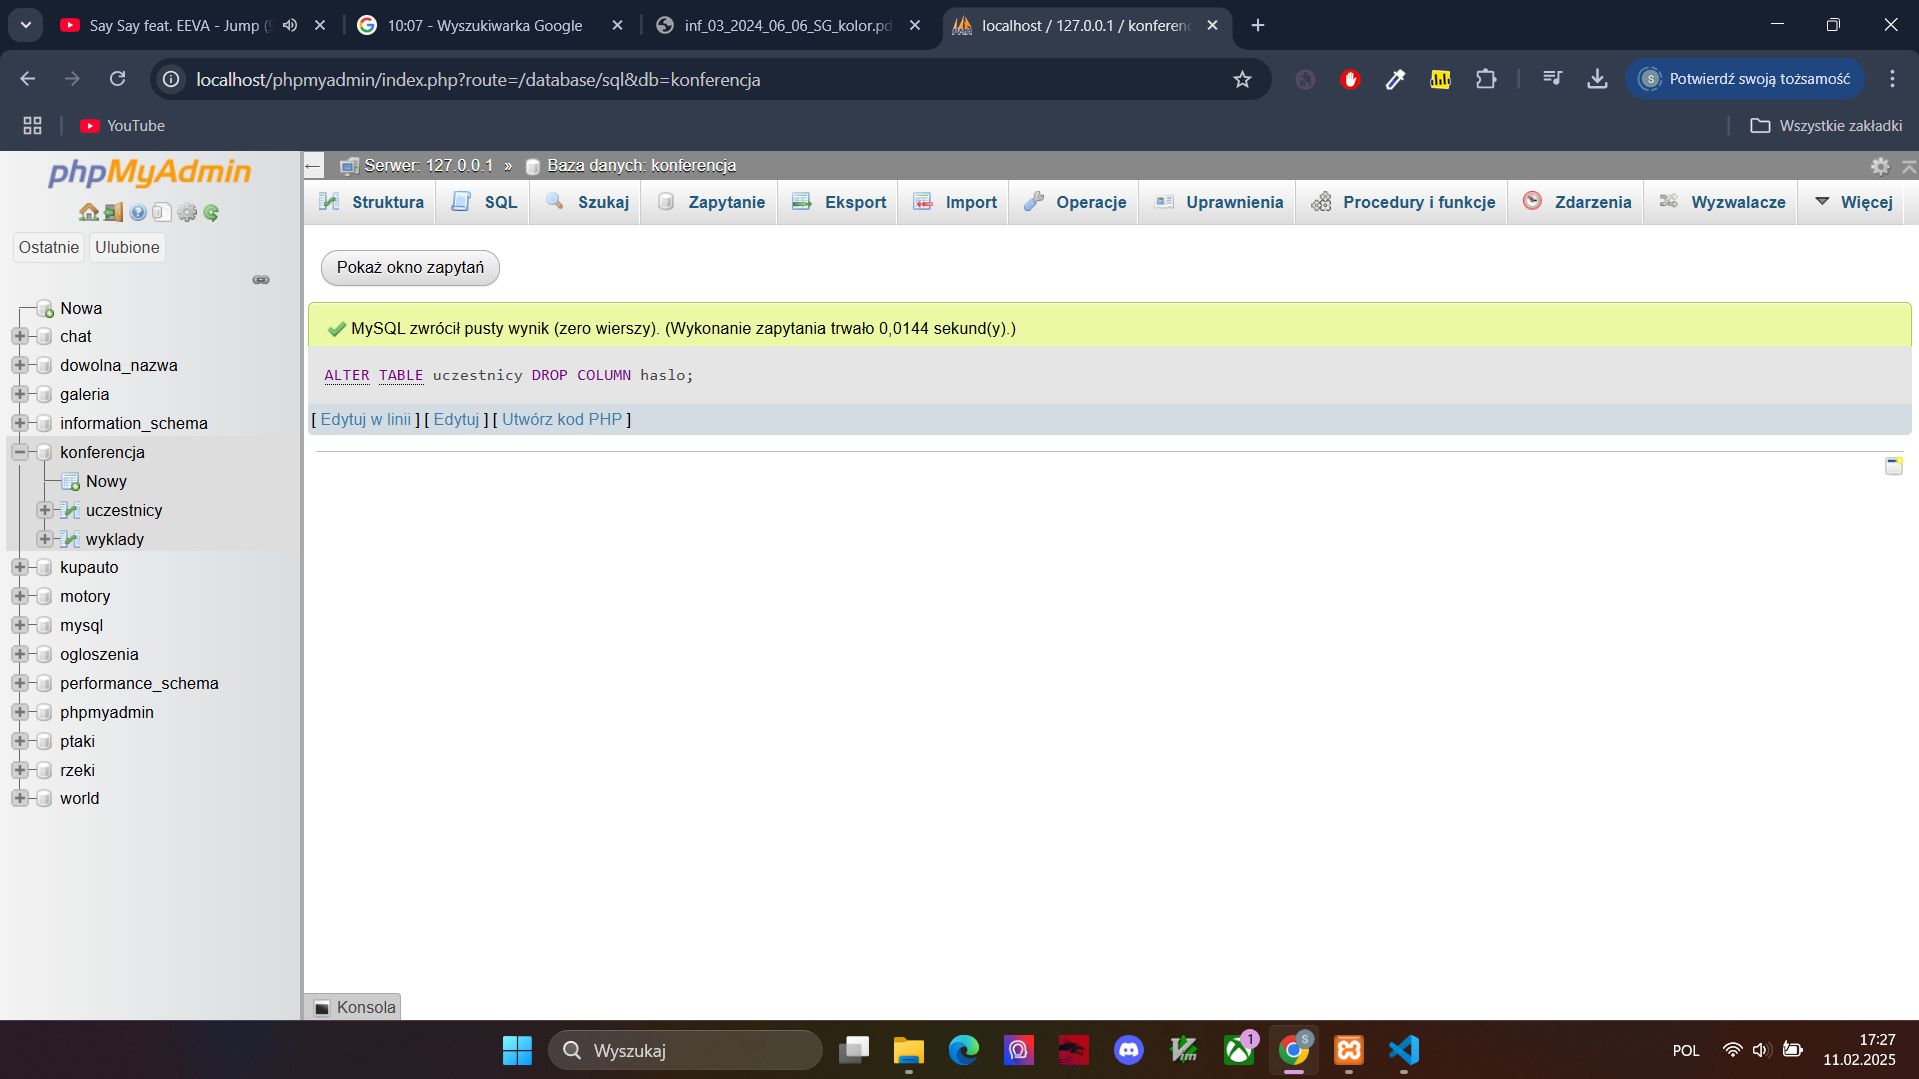 Say Say feat. EEVA - Jump (
10:07 - Wyszukiwarka Google
inf_03_2024_06_06_SG_kolor.pd
localhost / 127.0.0.1 / konferenc
localhost/phpmyadmin/index.php?route=/database/sql&db=konferencja
S Potwierdź swoją tożsamość
YouTube
Wszystkie zakładki
phpMyAdmin
Ostatnie
Ulubione
Nowa
chat
dowolna_nazwa
galeria
information_schema
konferencja
Nowy
uczestnicy
wyklady
kupauto
motory
mysql
ogloszenia
performance_schema
phpmyadmin
ptaki
rzeki
world
Serwer: 127.0.0.1 » Baza danych: konferencja
Struktura
SQL
Szukaj
Zapytanie
Eksport
Import
Operacje
Uprawnienia
Procedury i funkcje
Zdarzenia
Wyzwalacze
Więcej
Pokaż okno zapytań
MySQL zwrócił pusty wynik (zero wierszy). (Wykonanie zapytania trwało 0,0144 sekund(y).)
ALTER TABLE uczestnicy DROP COLUMN haslo;
[ Edytuj w linii ] [ Edytuj ] [ Utwórz kod PHP ]
Konsola
Wyszukaj
1
S
POL
17:27
11.02.2025